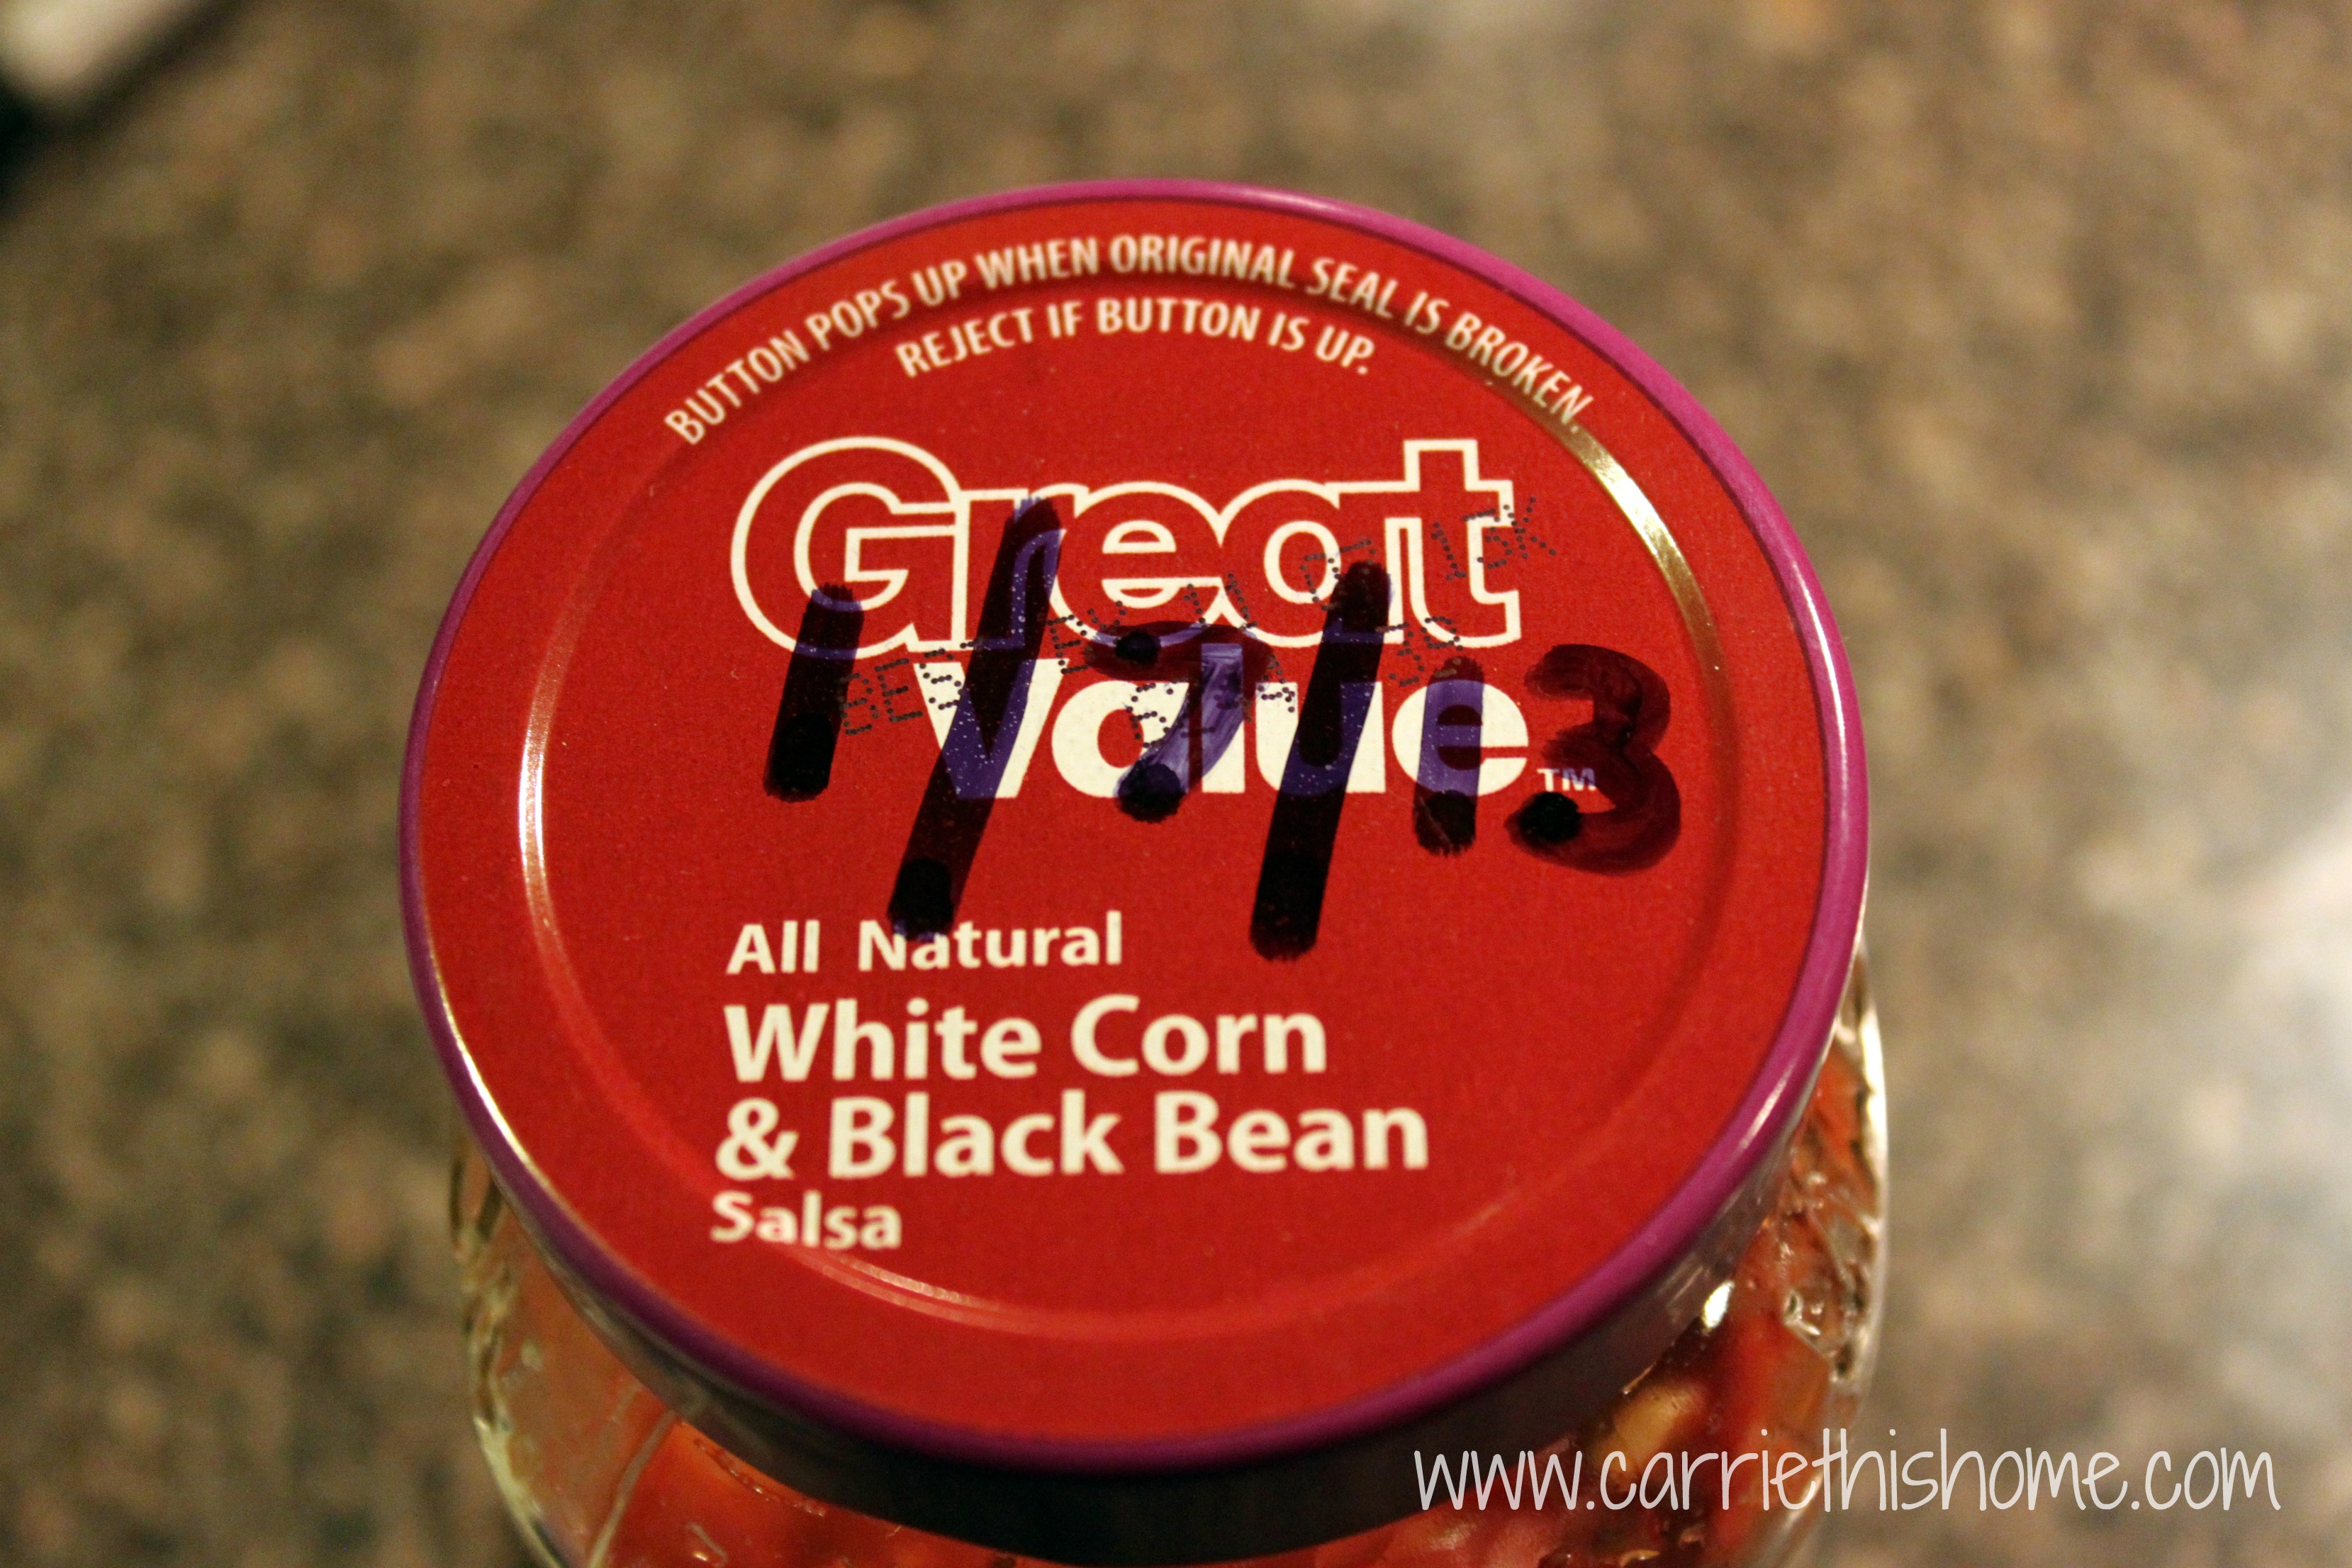 BUTTON POPS UP WHEN ORIGINAL SEAL IS BROKEN.
REJECT IF BUTTON IS UP.
Great
Value™
1/7/13
All Natural
White Corn
& Black Bean
Salsa
www.carriethishome.com